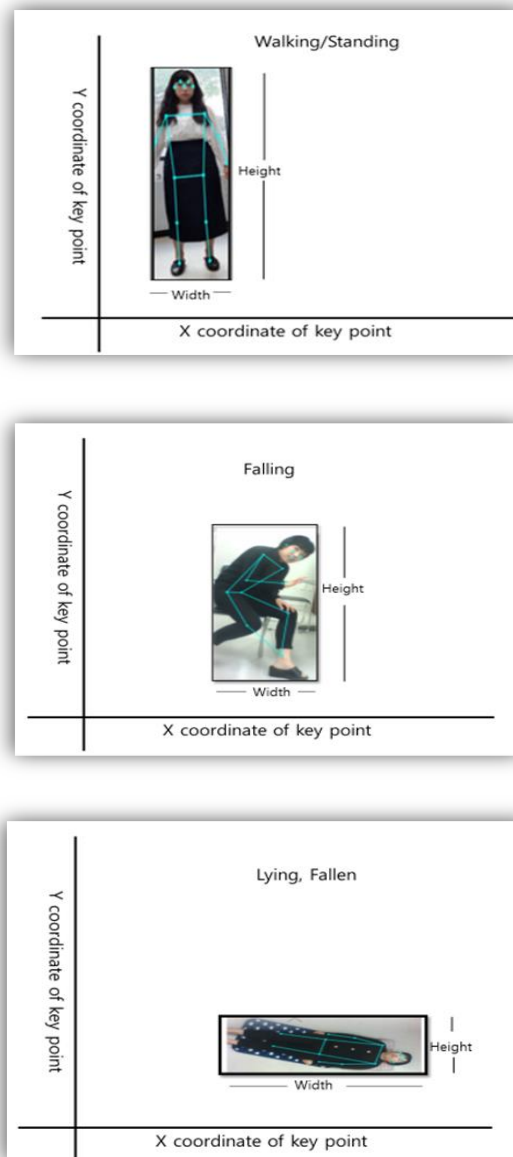 Walking/Standing
Y coordinate of key point
Height
Width
X coordinate of key point
Falling
Y coordinate of key point
Height
Width
X coordinate of key point
Lying, Fallen
Y coordinate of key point
Height
Width
X coordinate of key point